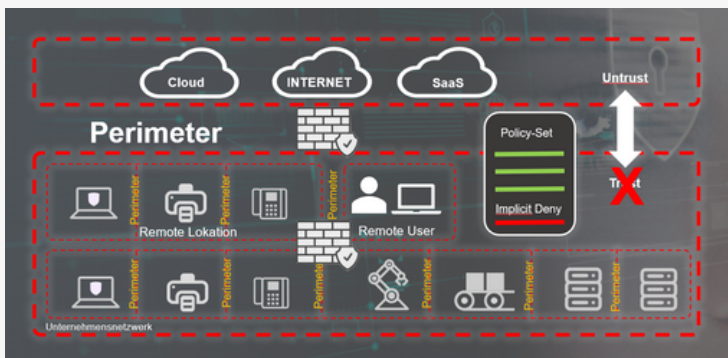 Cloud
INTERNET
SaaS
Untrust
Perimeter
Policy-Set
Implicit Deny
Trust
Perimeter
Perimeter
Perimeter
Remote Lokation
Remote User
Perimeter
Perimeter
Perimeter
Perimeter
Perimeter
Unternehmensnetzwerk